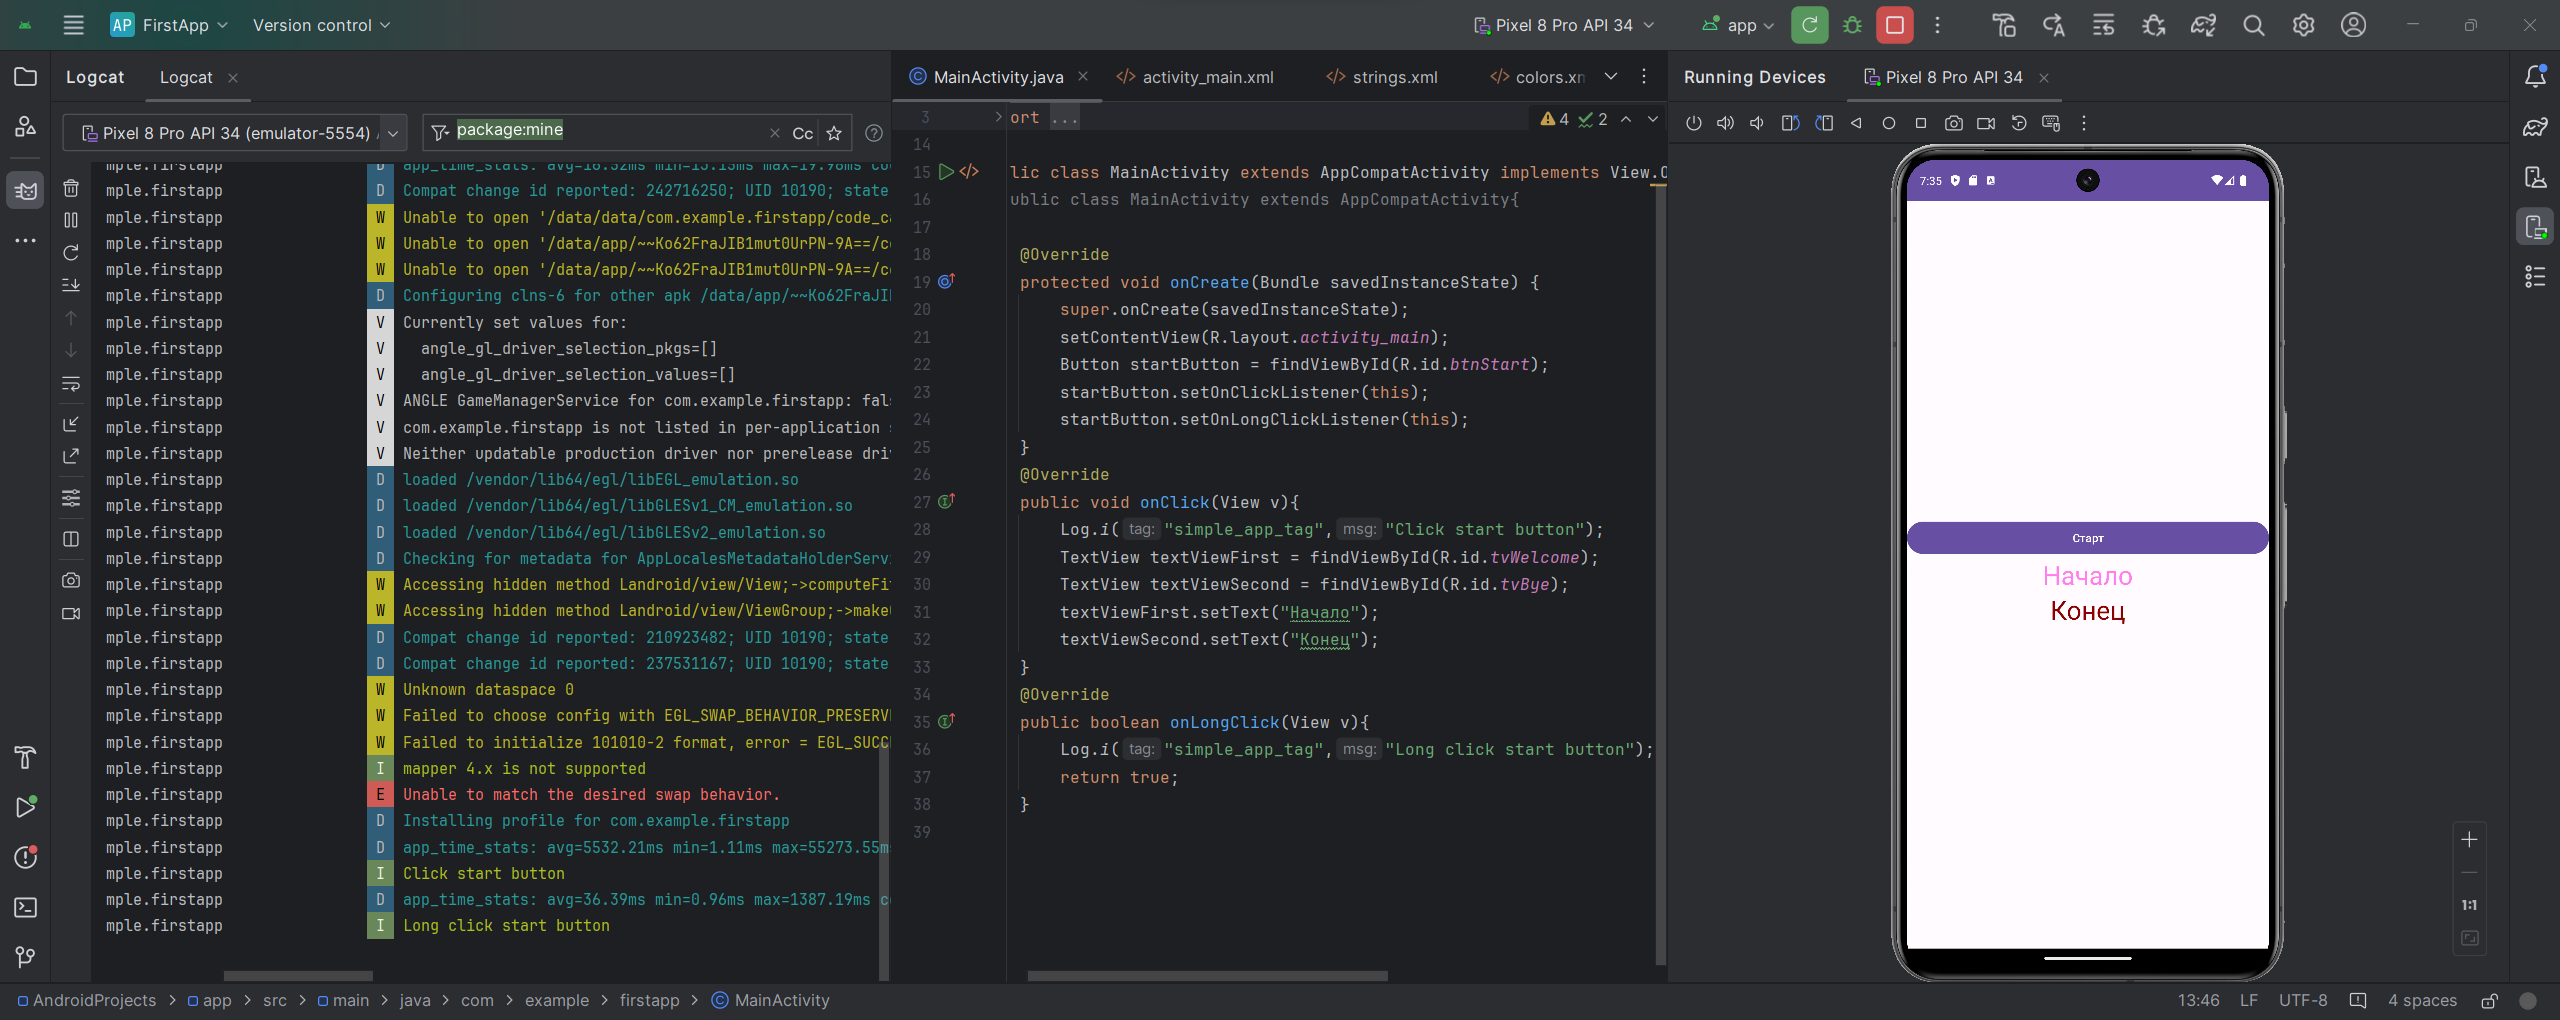 AP FirstApp Version control Pixel 8 Pro API 34 app
Logcat Logcat
Pixel 8 Pro API 34 (emulator-5554)
package:mine Cc
mple.firstapp D app_time_stats:
mple.firstapp D Compat change id reported: 242716250; UID 10190; state
mple.firstapp W Unable to open '/data/data/com.example.firstapp/code_ca
mple.firstapp W Unable to open '/data/app/~~Ko62FraJIB1mut0UrPN-9A==/co
mple.firstapp W Unable to open '/data/app/~~Ko62FraJIB1mut0UrPN-9A==/co
mple.firstapp D Configuring clns-6 for other apk /data/app/~~Ko62FraJIB
mple.firstapp V Currently set values for:
mple.firstapp V angle_gl_driver_selection_pkgs=[]
mple.firstapp V angle_gl_driver_selection_values=[]
mple.firstapp V ANGLE GameManagerService for com.example.firstapp: fals
mple.firstapp V com.example.firstapp is not listed in per-application
mple.firstapp V Neither updatable production driver nor prerelease driv
mple.firstapp D loaded /vendor/lib64/egl/libEGL_emulation.so
mple.firstapp D loaded /vendor/lib64/egl/libGLESv1_CM_emulation.so
mple.firstapp D loaded /vendor/lib64/egl/libGLESv2_emulation.so
mple.firstapp D Checking for metadata for AppLocalesMetadataHolderServi
mple.firstapp W Accessing hidden method Landroid/view/View;->computeFit
mple.firstapp W Accessing hidden method Landroid/view/ViewGroup;->make
mple.firstapp D Compat change id reported: 210923482; UID 10190; state
mple.firstapp D Compat change id reported: 237531167; UID 10190; state
mple.firstapp W Unknown dataspace 0
mple.firstapp W Failed to choose config with EGL_SWAP_BEHAVIOR_PRESERV
mple.firstapp W Failed to initialize 101010-2 format, error = EGL_SUCC
mple.firstapp I mapper 4.x is not supported
mple.firstapp E Unable to match the desired swap behavior.
mple.firstapp D Installing profile for com.example.firstapp
mple.firstapp D app_time_stats: avg=5532.21ms min=1.11ms max=55273.55m
mple.firstapp I Click start button
mple.firstapp D app_time_stats: avg=36.39ms min=0.96ms max=1387.19ms c
mple.firstapp I Long click start button
MainActivity.java activity_main.xml strings.xml colors.xm
4 2
3 ort ...
14
15 lic class MainActivity extends AppCompatActivity implements View.O
16 ublic class MainActivity extends AppCompatActivity{
17
18 @Override
19 protected void onCreate(Bundle savedInstanceState) {
20 super.onCreate(savedInstanceState);
21 setContentView(R.layout.activity_main);
22 Button startButton = findViewById(R.id.btnStart);
23 startButton.setOnClickListener(this);
24 startButton.setOnLongClickListener(this);
25 }
26 @Override
27 public void onClick(View v){
28 Log.i( tag: "simple_app_tag", msg: "Click start button");
29 TextView textViewFirst = findViewById(R.id.tvWelcome);
30 TextView textViewSecond = findViewById(R.id.tvBye);
31 textViewFirst.setText("Начало");
32 textViewSecond.setText("Конец");
33 }
34 @Override
35 public boolean onLongClick(View v){
36 Log.i( tag: "simple_app_tag", msg: "Long click start button");
37 return true;
38 }
39
Running Devices Pixel 8 Pro API 34
7:35
Старт
Начало
Конец
1:1
AndroidProjects > app > src > main > java > com > example > firstapp > MainActivity
13:46 LF UTF-8 4 spaces